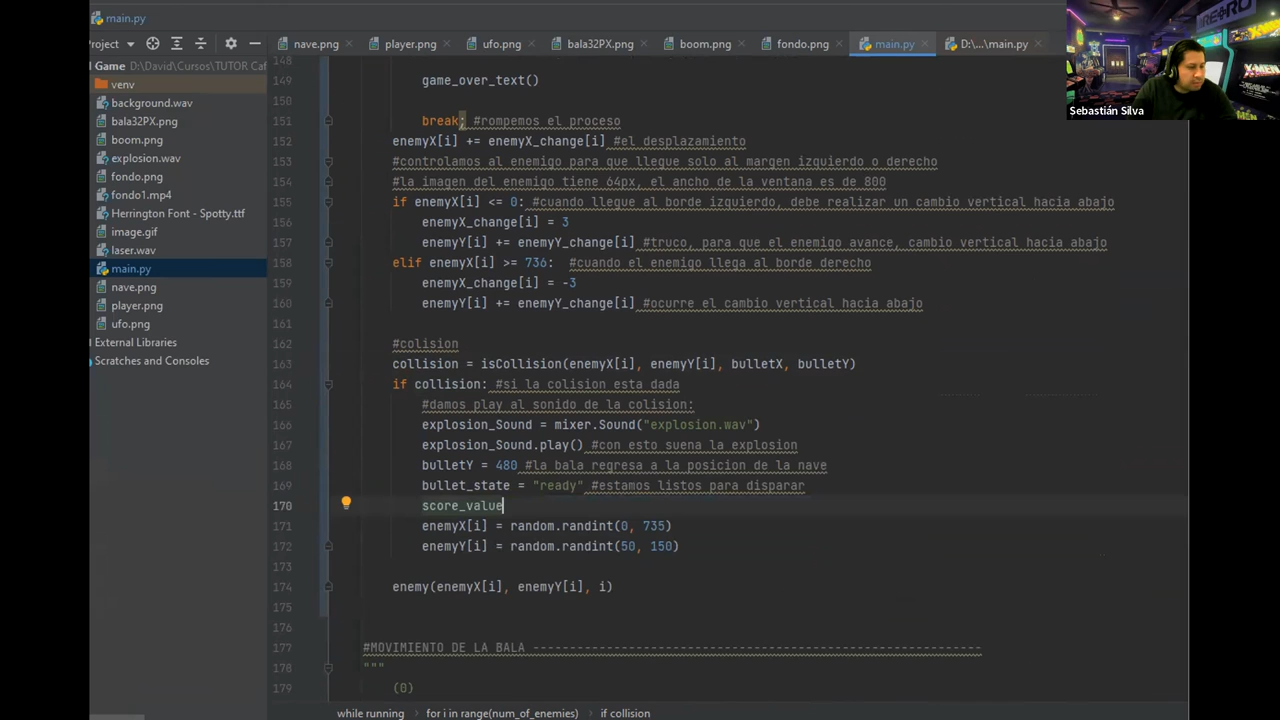 main.py
Project
nave.png
player.png
ufo.png
bala32PX.png
boom.png
fondo.png
main.py
D:\...\main.py
Sebastián Silva
Game D:\David\Cursos\TUTOR Caf
venv
background.wav
bala32PX.png
boom.png
explosion.wav
fondo.png
fondo1.mp4
Herrington Font - Spotty.ttf
image.gif
laser.wav
main.py
nave.png
player.png
ufo.png
External Libraries
Scratches and Consoles
148
149 game_over_text()
150
151 break; #rompemos el proceso
152 enemyX[i] += enemyX_change[i] #el desplazamiento
153 #controlamos al enemigo para que llegue solo al margen izquierdo o derecho
154 #la imagen del enemigo tiene 64px, el ancho de la ventana es de 800
155 if enemyX[i] <= 0: #cuando llegue al borde izquierdo, debe realizar un cambio vertical hacia abajo
156 enemyX_change[i] = 3
157 enemyY[i] += enemyY_change[i] #truco, para que el enemigo avance, cambio vertical hacia abajo
158 elif enemyX[i] >= 736: #cuando el enemigo llega al borde derecho
159 enemyX_change[i] = -3
160 enemyY[i] += enemyY_change[i] #ocurre el cambio vertical hacia abajo
161
162 #colision
163 collision = isCollision(enemyX[i], enemyY[i], bulletX, bulletY)
164 if collision: #si la colision esta dada
165 #damos play al sonido de la colision:
166 explosion_Sound = mixer.Sound("explosion.wav")
167 explosion_Sound.play() #con esto suena la explosion
168 bulletY = 480 #la bala regresa a la posicion de la nave
169 bullet_state = "ready" #estamos listos para disparar
170 score_value
171 enemyX[i] = random.randint(0, 735)
172 enemyY[i] = random.randint(50, 150)
173
174 enemy(enemyX[i], enemyY[i], i)
175
176
177 #MOVIMIENTO DE LA BALA ------------------------------------------------------------
178 """
179 (0)
while running
for i in range(num_of_enemies)
if collision